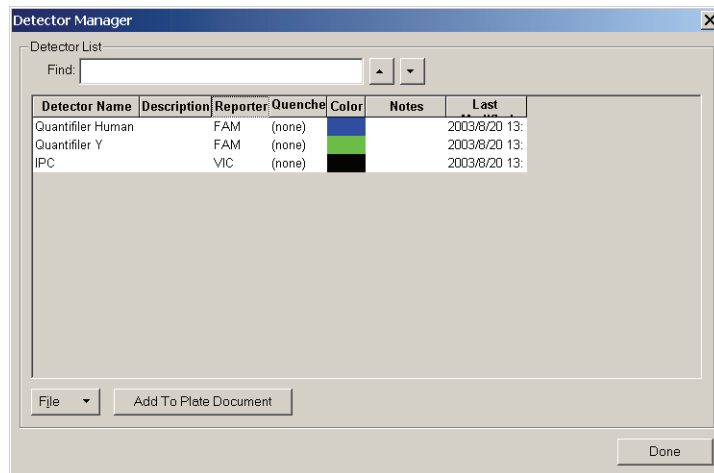 Detector Manager
Detector List
Find:
Detector Name Description Reporter Quenche Color Notes Last
Quantifiler Human FAM (none) 2003/8/20 13:
Quantifiler Y FAM (none) 2003/8/20 13:
IPC VIC (none) 2003/8/20 13:
File Add To Plate Document
Done